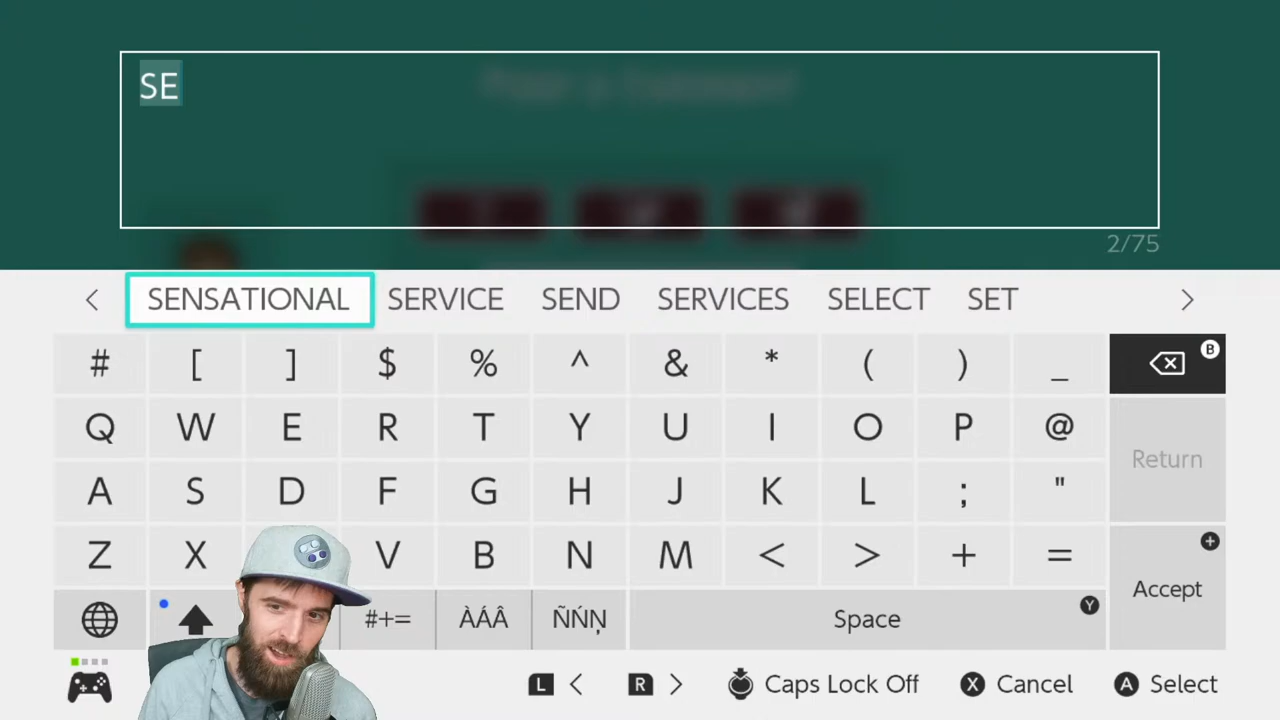 SE
2/75
SENSATIONAL SERVICE SEND SERVICES SELECT SET
# [ ] $ % ^ & * ( ) _ B
Q W E R T Y U I O P @
Return
A S D F G H J K L ; "
Z X V B N M < > + =
Accept
#+= ÀÁÂ ÑŃŅ Space Y
L < R > Caps Lock Off X Cancel A Select